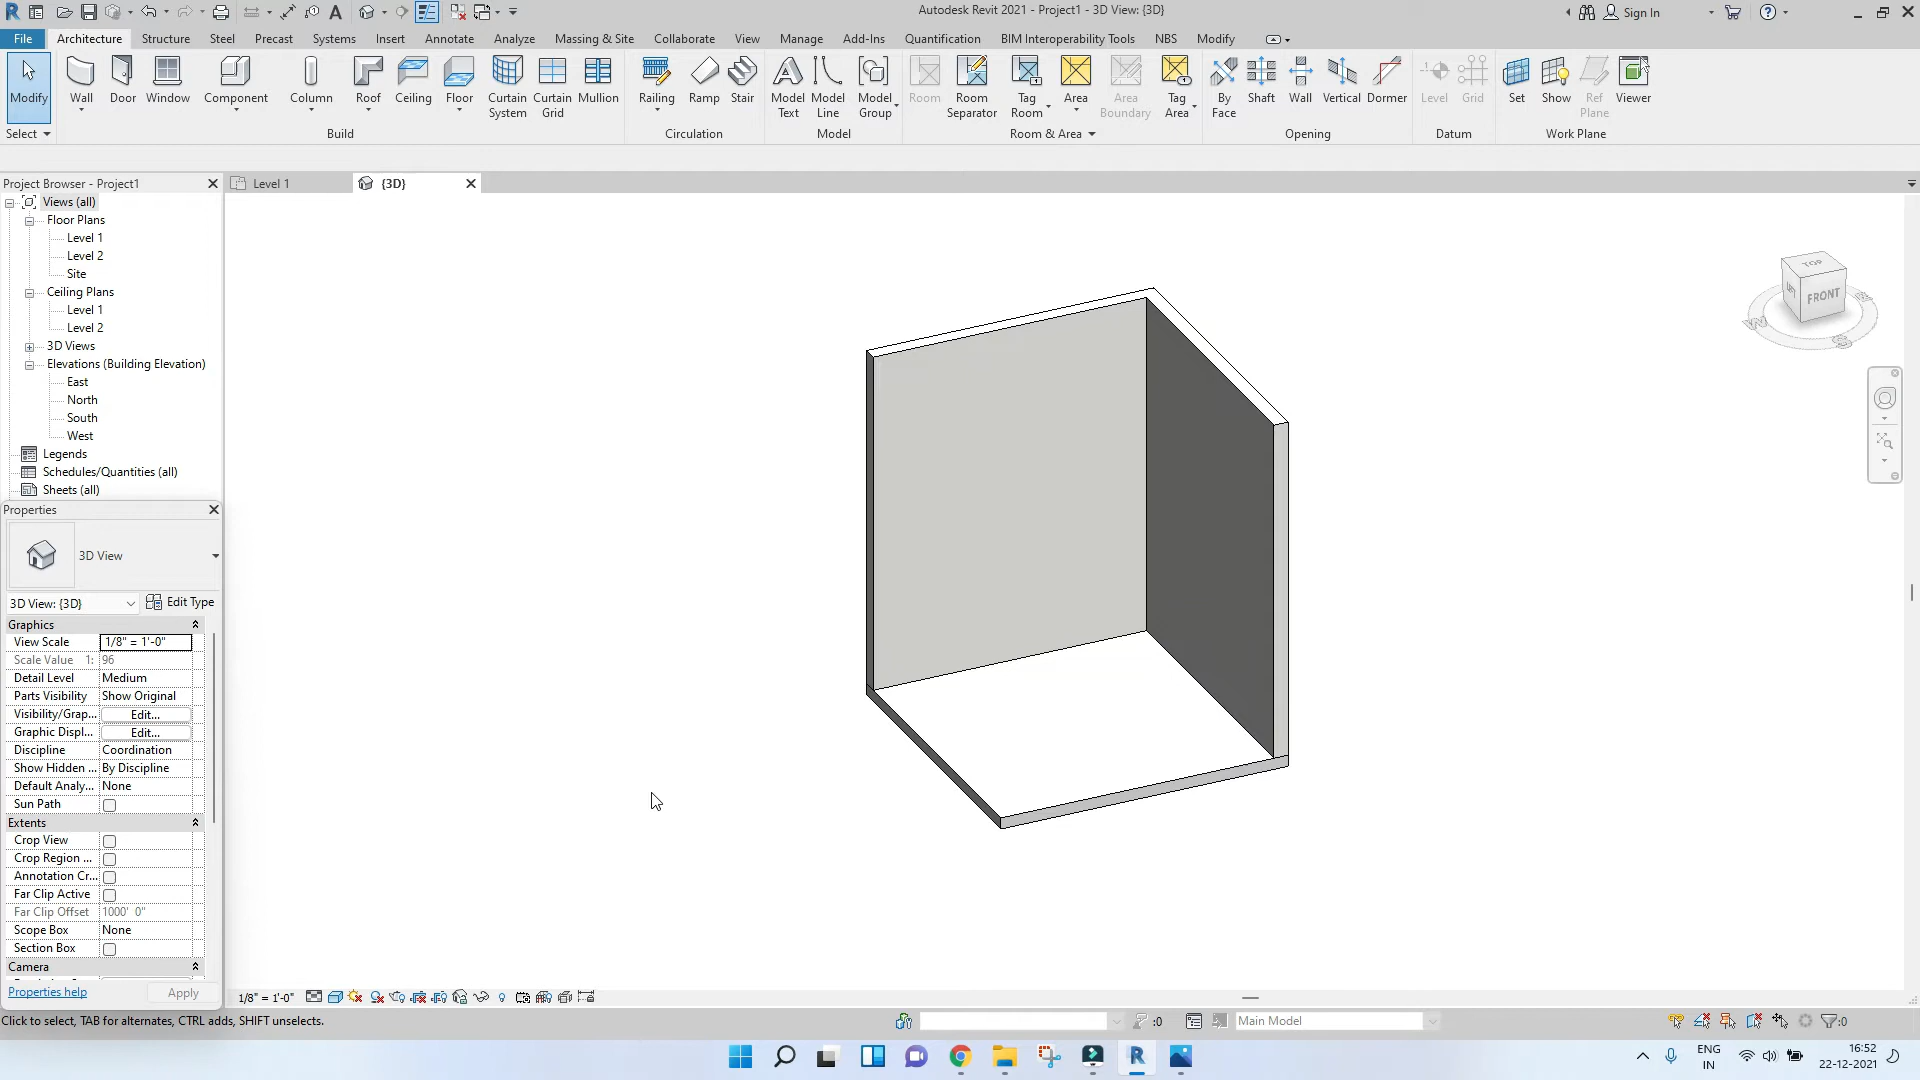 Autodesk Revit 2021 - Project1 - 3D View: {3D}
Sign In
File Architecture Structure Steel Precast Systems Insert Annotate Analyze Massing & Site Collaborate View Manage Add-Ins Quantification BIM Interoperability Tools NBS Modify
Modify Wall Door Window Component Column Roof Ceiling Floor Curtain System Curtain Grid Mullion Railing Ramp Stair Model Text Model Line Model Group Room Room Separator Tag Room Area Area Boundary Tag Area By Face Shaft Wall Vertical Dormer Level Grid Set Show Ref Plane Viewer
Select Build Circulation Model Room & Area Opening Datum Work Plane
Project Browser - Project1
Level 1 {3D}
Views (all)
Floor Plans
Level 1
Level 2
Site
Ceiling Plans
Level 1
Level 2
3D Views
Elevations (Building Elevation)
East
North
South
West
Legends
Schedules/Quantities (all)
Sheets (all)
TOP
FRONT
W
S
Properties
3D View
3D View: {3D} Edit Type
Graphics
View Scale 1/8" = 1'-0"
Scale Value 1: 96
Detail Level Medium
Parts Visibility Show Original
Visibility/Grap... Edit...
Graphic Displ... Edit...
Discipline Coordination
Show Hidden ... By Discipline
Default Analy... None
Sun Path
Extents
Crop View
Crop Region ...
Annotation Cr...
Far Clip Active
Far Clip Offset 1000' 0"
Scope Box None
Section Box
Camera
Properties help Apply
1/8" = 1'-0"
Click to select, TAB for alternates, CTRL adds, SHIFT unselects.
:0
Main Model
:0
ENG
IN
16:52
22-12-2021